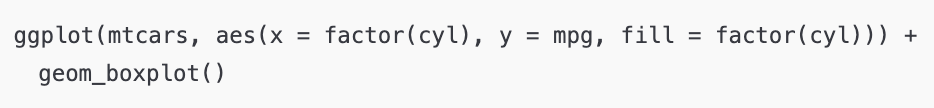 ggplot(mtcars, aes(x = factor(cyl), y = mpg, fill = factor(cyl))) +
  geom_boxplot()